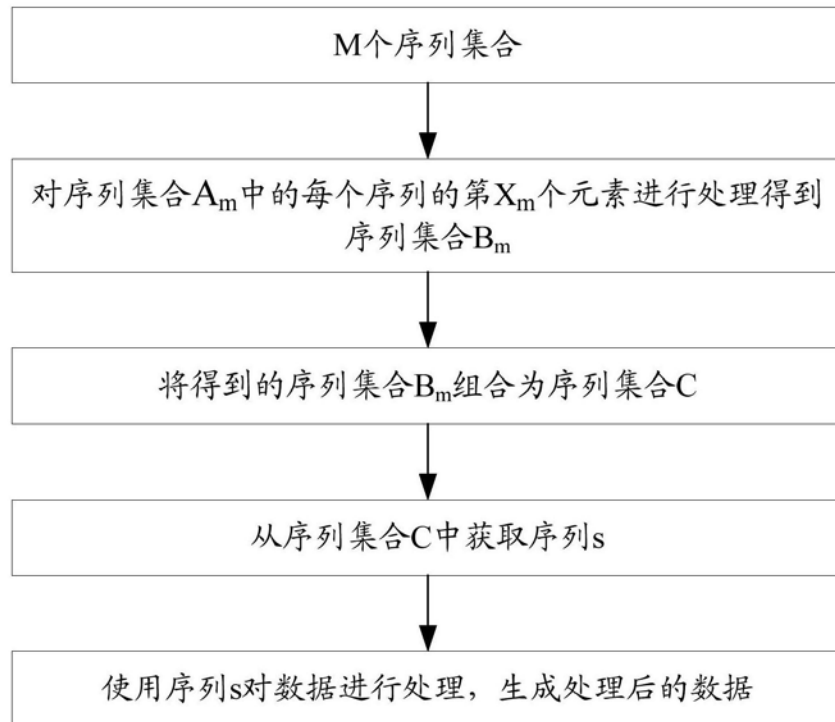 M个序列集合
对序列集合Aₘ中的每个序列的第Xₘ个元素进行处理得到
序列集合Bₘ
将得到的序列集合Bₘ组合为序列集合C
从序列集合C中获取序列s
使用序列s对数据进行处理，生成处理后的数据